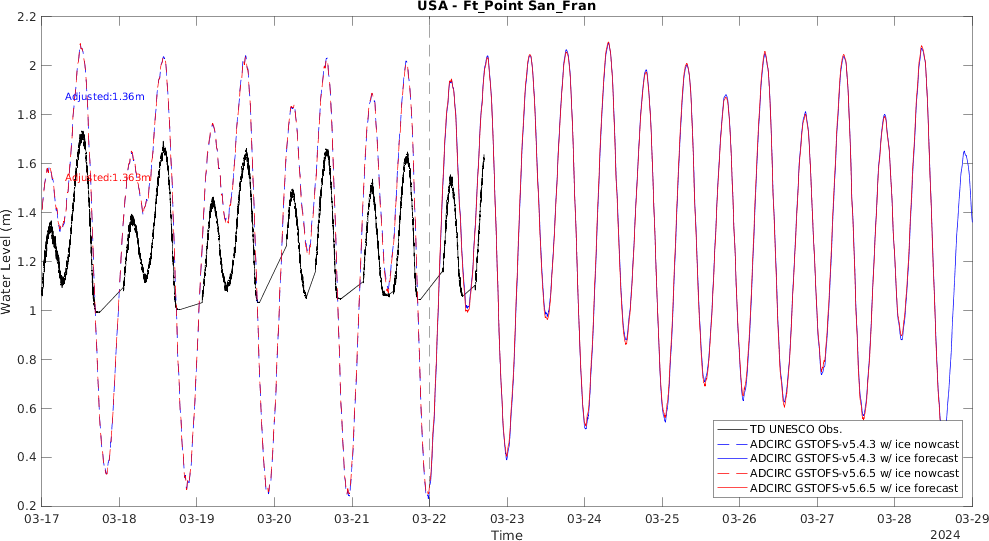 USA - Ft_Point San_Fran
Water Level (m)
2.2
2
1.8
1.6
1.4
1.2
1
0.8
0.6
0.4
0.2
Adjusted:1.36m
Adjusted:1.363m
TD UNESCO Obs.
ADCIRC GSTOFS-v5.4.3 w/ ice nowcast
ADCIRC GSTOFS-v5.4.3 w/ ice forecast
ADCIRC GSTOFS-v5.6.5 w/ ice nowcast
ADCIRC GSTOFS-v5.6.5 w/ ice forecast
03-17 03-18 03-19 03-20 03-21 03-22 03-23 03-24 03-25 03-26 03-27 03-28 03-29
Time
2024